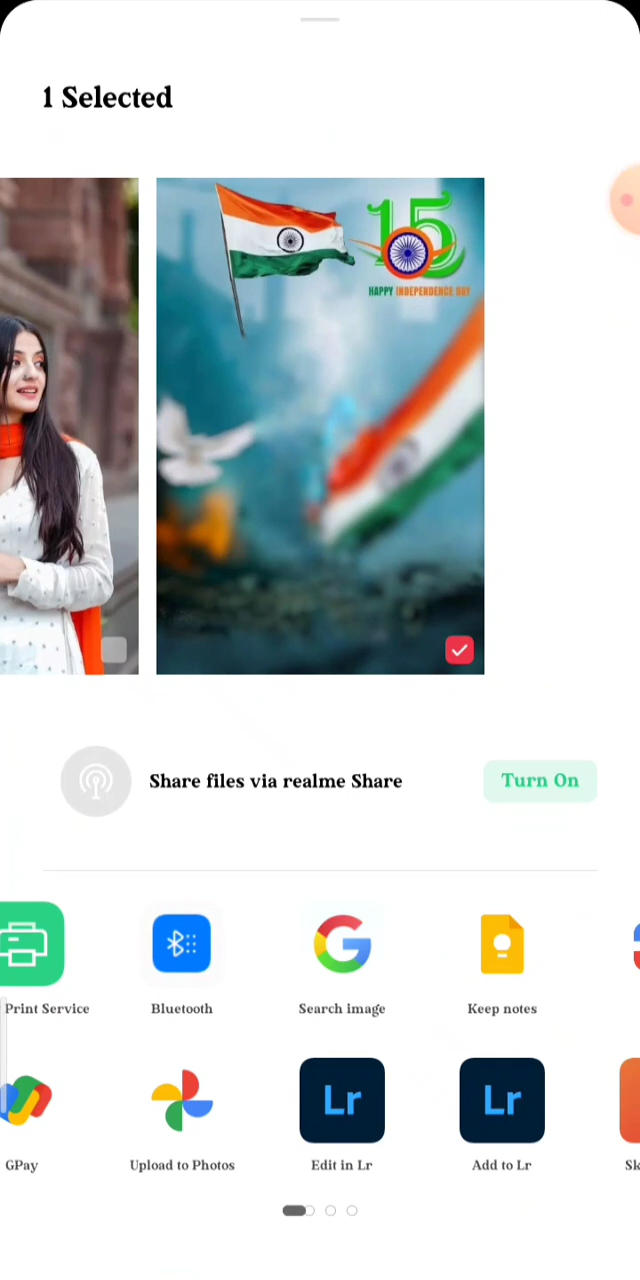 1 Selected
15
HAPPY INDEPENDENCE DAY
Share files via realme Share
Turn On
Print Service
Bluetooth
Search image
Keep notes
Lr
Lr
GPay
Upload to Photos
Edit in Lr
Add to Lr
Sk